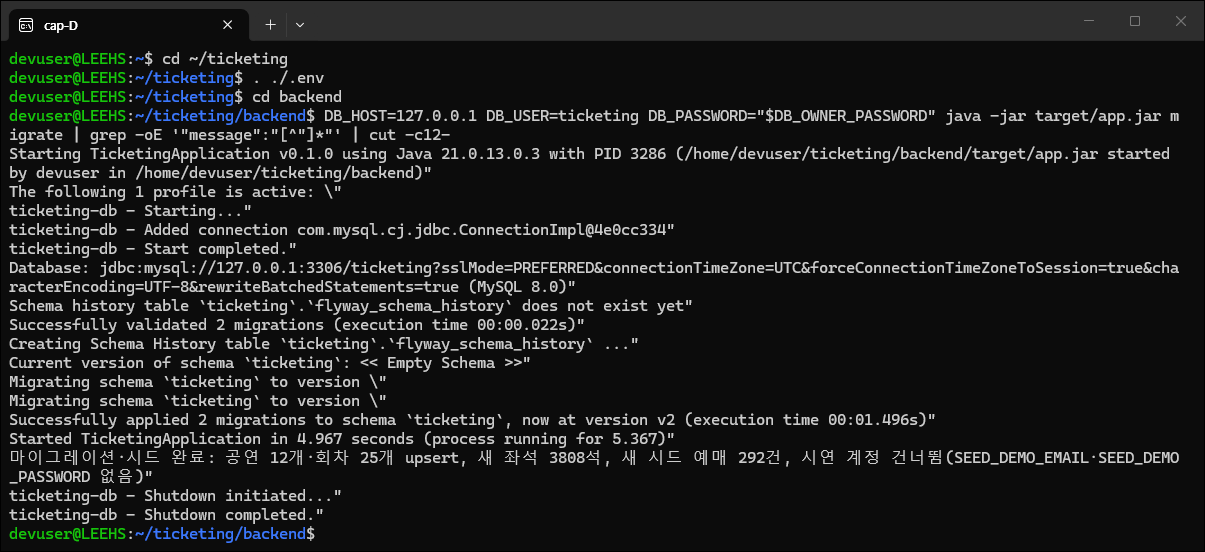 cap-D
devuser@LEEHS:~$ cd ~/ticketing
devuser@LEEHS:~/ticketing$ . ./.env
devuser@LEEHS:~/ticketing$ cd backend
devuser@LEEHS:~/ticketing/backend$ DB_HOST=127.0.0.1 DB_USER=ticketing DB_PASSWORD="$DB_OWNER_PASSWORD" java -jar target/app.jar m
igrate | grep -oE '"message":"[^"]*"' | cut -c12-
Starting TicketingApplication v0.1.0 using Java 21.0.13.0.3 with PID 3286 (/home/devuser/ticketing/backend/target/app.jar started
by devuser in /home/devuser/ticketing/backend)"
The following 1 profile is active: \"
ticketing-db - Starting..."
ticketing-db - Added connection com.mysql.cj.jdbc.ConnectionImpl@4e0cc334"
ticketing-db - Start completed."
Database: jdbc:mysql://127.0.0.1:3306/ticketing?sslMode=PREFERRED&connectionTimeZone=UTC&forceConnectionTimeZoneToSession=true&cha
racterEncoding=UTF-8&rewriteBatchedStatements=true (MySQL 8.0)"
Schema history table `ticketing`.`flyway_schema_history` does not exist yet"
Successfully validated 2 migrations (execution time 00:00.022s)"
Creating Schema History table `ticketing`.`flyway_schema_history` ..."
Current version of schema `ticketing`: << Empty Schema >>"
Migrating schema `ticketing` to version \"
Migrating schema `ticketing` to version \"
Successfully applied 2 migrations to schema `ticketing`, now at version v2 (execution time 00:01.496s)"
Started TicketingApplication in 4.967 seconds (process running for 5.367)"
마이그레이션·시드 완료: 공연 12개·회차 25개 upsert, 새 좌석 3808석, 새 시드 예매 292건, 시연 계정 건너뜀(SEED_DEMO_EMAIL·SEED_DEMO
_PASSWORD 없음)"
ticketing-db - Shutdown initiated..."
ticketing-db - Shutdown completed."
devuser@LEEHS:~/ticketing/backend$